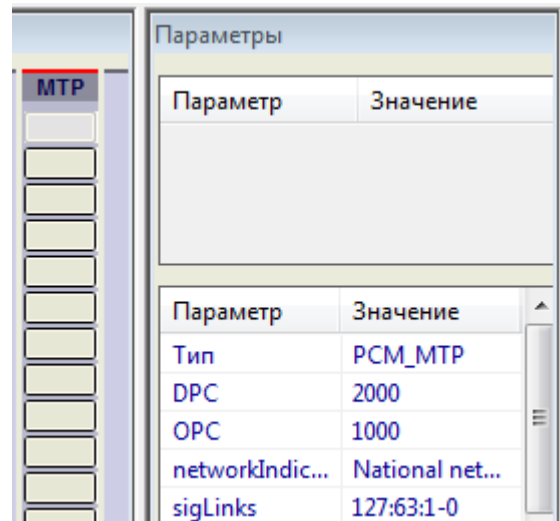 Параметры
MTP
Параметр Значение
Параметр Значение
Тип PCM_MTP
DPC 2000
OPC 1000
networkIndic... National net...
sigLinks 127:63:1-0